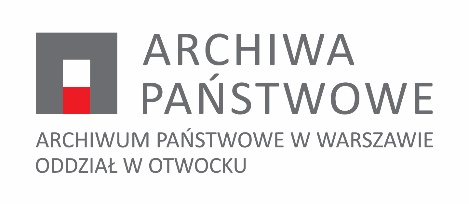 ARCHIWA
PAŃSTWOWE
ARCHIWUM PAŃSTWOWE W WARSZAWIE
ODDZIAŁ W OTWOCKU